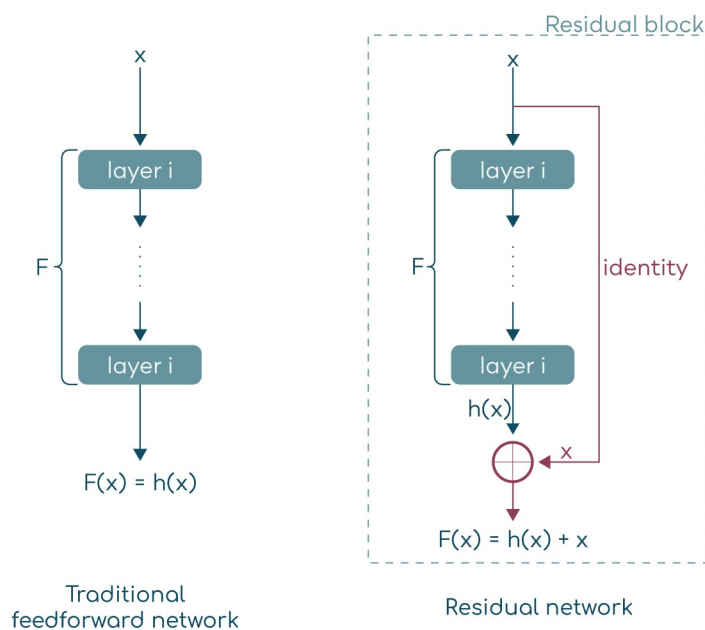 x
layer i
F
layer i
F(x) = h(x)
Traditional
feedforward network
Residual block
x
layer i
F
identity
layer i
h(x)
x
F(x) = h(x) + x
Residual network